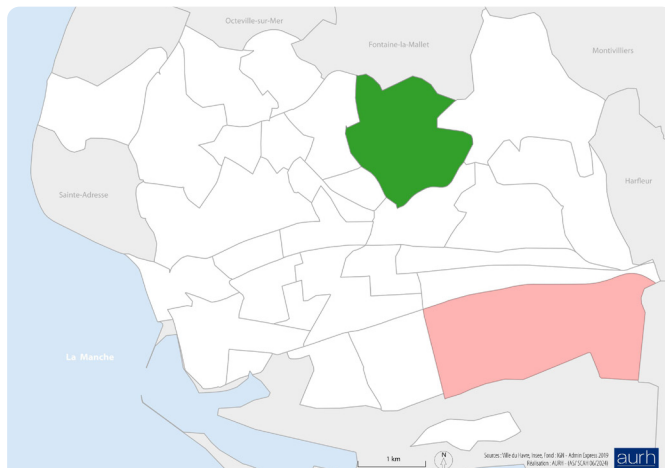 Octeville-sur-Mer
Fontaine-la-Mallet
Montivilliers
Sainte-Adresse
Harfleur
La Manche
1 km
N
Sources : Ville du Havre, Insee, Fond : IGN - Admin Express 2019
Réalisation : AURH - (AS/ SCAH 06/2024)
aurh